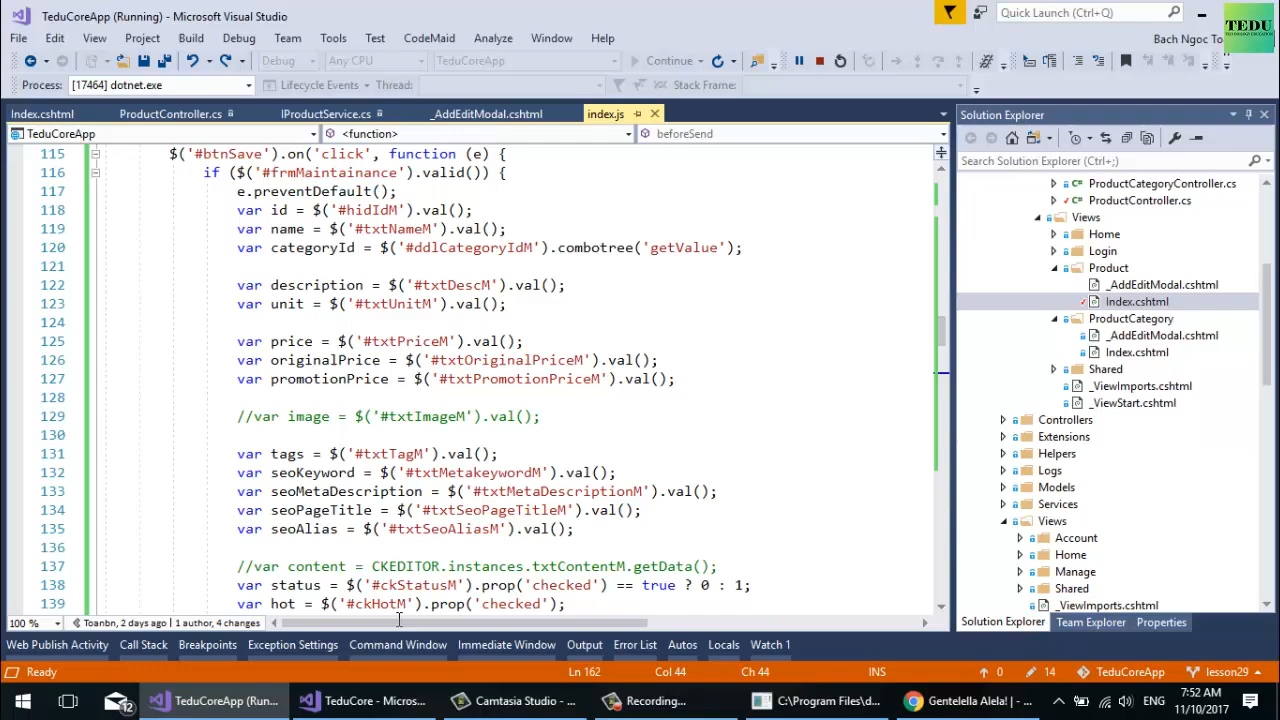 TeduCoreApp (Running) - Microsoft Visual Studio
Quick Launch (Ctrl+Q)
TEDU
File Edit View Project Build Debug Team Tools Test CodeMaid Analyze Window Help
Bach Ngoc To
Debug Any CPU TeduCoreApp Continue
Process: [17464] dotnet.exe Lifecycle Events Thread: Stack Frame:
Index.cshtml ProductController.cs IProductService.cs _AddEditModal.cshtml index.js
TeduCoreApp <function> beforeSend
115 $('#btnSave').on('click', function (e) {
116 if ($('#frmMaintainance').valid()) {
117 e.preventDefault();
118 var id = $('#hidIdM').val();
119 var name = $('#txtNameM').val();
120 var categoryId = $('#ddlCategoryIdM').combotree('getValue');
121
122 var description = $('#txtDescM').val();
123 var unit = $('#txtUnitM').val();
124
125 var price = $('#txtPriceM').val();
126 var originalPrice = $('#txtOriginalPriceM').val();
127 var promotionPrice = $('#txtPromotionPriceM').val();
128
129 //var image = $('#txtImageM').val();
130
131 var tags = $('#txtTagM').val();
132 var seoKeyword = $('#txtMetakeywordM').val();
133 var seoMetaDescription = $('#txtMetaDescriptionM').val();
134 var seoPageTitle = $('#txtSeoPageTitleM').val();
135 var seoAlias = $('#txtSeoAliasM').val();
136
137 //var content = CKEDITOR.instances.txtContentM.getData();
138 var status = $('#ckStatusM').prop('checked') == true ? 0 : 1;
139 var hot = $('#ckHotM').prop('checked');
100 % Toanbn, 2 days ago | 1 author, 4 changes
Solution Explorer
Search Solution Explorer (Ctrl+;)
ProductCategoryController.cs
ProductController.cs
Views
Home
Login
Product
_AddEditModal.cshtml
Index.cshtml
ProductCategory
_AddEditModal.cshtml
Index.cshtml
Shared
_ViewImports.cshtml
_ViewStart.cshtml
Controllers
Extensions
Helpers
Logs
Models
Services
Views
Account
Home
Manage
Shared
_ViewImports.cshtml
Solution Explorer Team Explorer Properties
Web Publish Activity Call Stack Breakpoints Exception Settings Command Window Immediate Window Output Error List Autos Locals Watch 1
Ready Ln 162 Col 44 Ch 44 INS 0 14 TeduCoreApp lesson29
12 TeduCoreApp (Run... TeduCore - Micros... Camtasia Studio - ... Recording... C:\Program Files\d... Gentelella Alela! | -... ENG
7:52 AM
11/10/2017